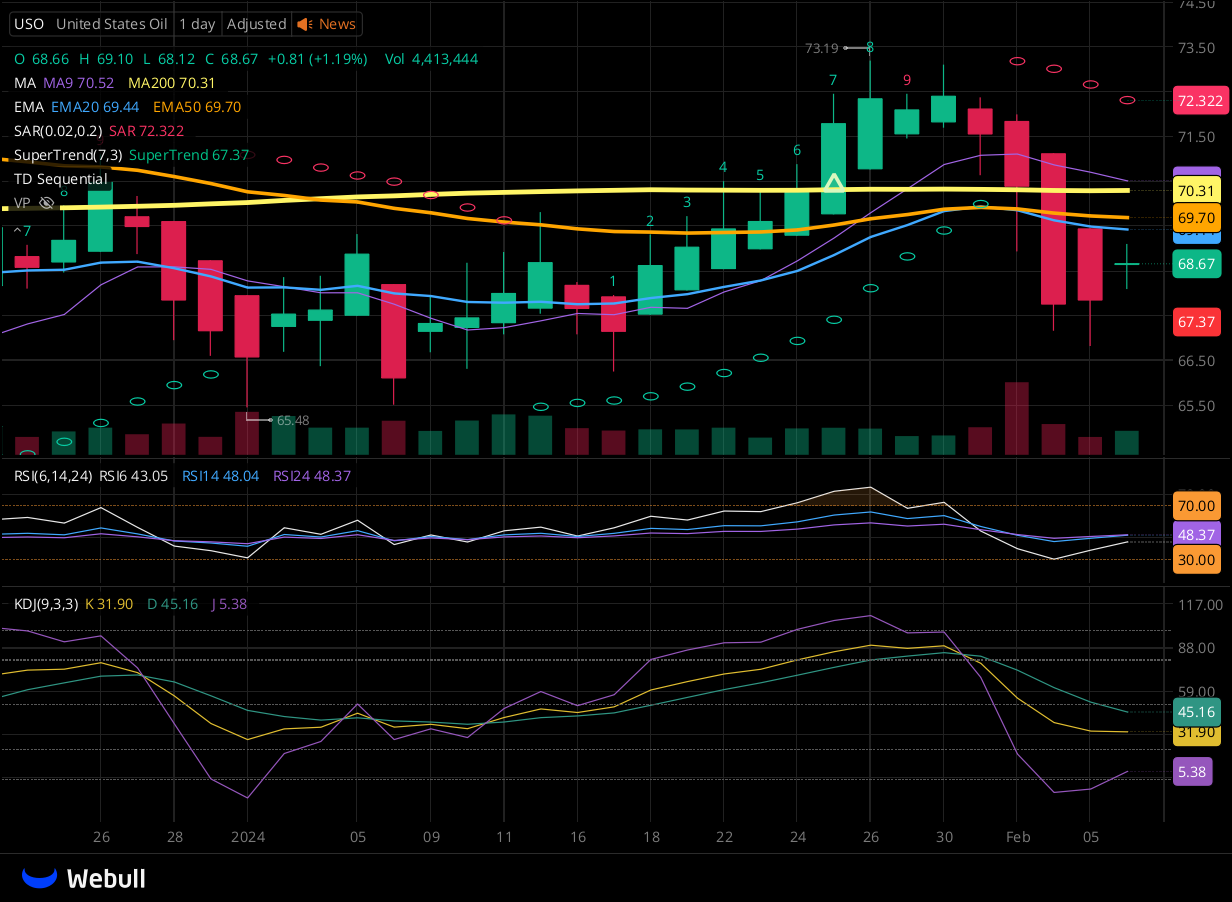 74.50
USO United States Oil 1 day Adjusted News
73.19
8
73.50
O 68.66 H 69.10 L 68.12 C 68.67 +0.81 (+1.19%) Vol 4,413,444
MA MA9 70.52 MA200 70.31
7
9
72.322
EMA EMA20 69.44 EMA50 69.70
SAR(0.02,0.2) SAR 72.322
71.50
SuperTrend(7,3) SuperTrend 67.37
6
TD Sequential
4
5
70.31
VP
3
2
69.70
^7
68.67
1
67.37
66.50
65.50
65.48
RSI(6,14,24) RSI6 43.05 RSI14 48.04 RSI24 48.37
70.00
48.37
30.00
KDJ(9,3,3) K 31.90 D 45.16 J 5.38
117.00
88.00
59.00
45.16
31.90
5.38
26 28 2024 05 09 11 16 18 22 24 26 30 Feb 05
Webull